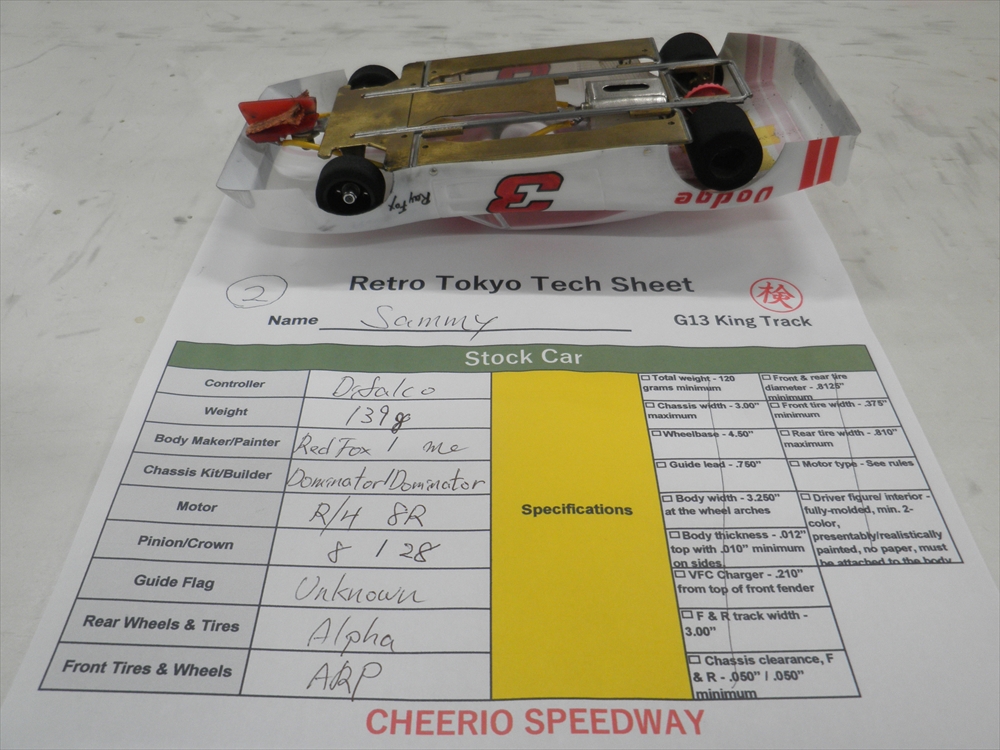 3
Ray Fox
Dodge
Retro Tokyo Tech Sheet
2
検
Name Sammy
G13 King Track
Stock Car
Controller Difalco
Weight 139g
Body Maker/Painter Red Fox / me
Chassis Kit/Builder Dominator/Dominator
Motor R/H 8R
Pinion/Crown 8 / 28
Guide Flag Unknown
Rear Wheels & Tires Alpha
Front Tires & Wheels ARP
Specifications
Total weight - 120
grams minimum
Chassis width - 3.00"
maximum
Wheelbase - 4.50"
Guide lead - .750"
Body width - 3.250"
at the wheel arches
Body thickness - .012"
top with .010" minimum
on sides
VFC Charger - .210"
from top of front fender
F & R track width -
3.00"
Chassis clearance, F
& R - .050" / .050"
minimum
Front & rear tire
diameter - .8125"
minimum
Front tire width - .375"
minimum
Rear tire width - .810"
maximum
Motor type - See rules
Driver figure/ interior -
fully-molded, min. 2-
color,
presentably/realistically
painted, no paper, must
be attached to the body
CHEERIO SPEEDWAY